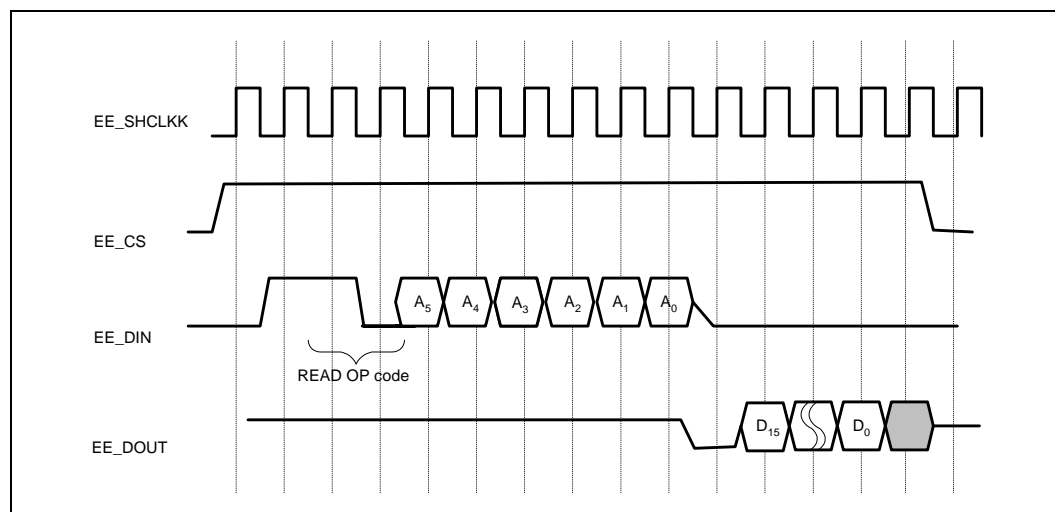 EE_SHCLKK
EE_CS
A5 A4 A3 A2 A1 A0
EE_DIN
READ OP code
D15 D0
EE_DOUT